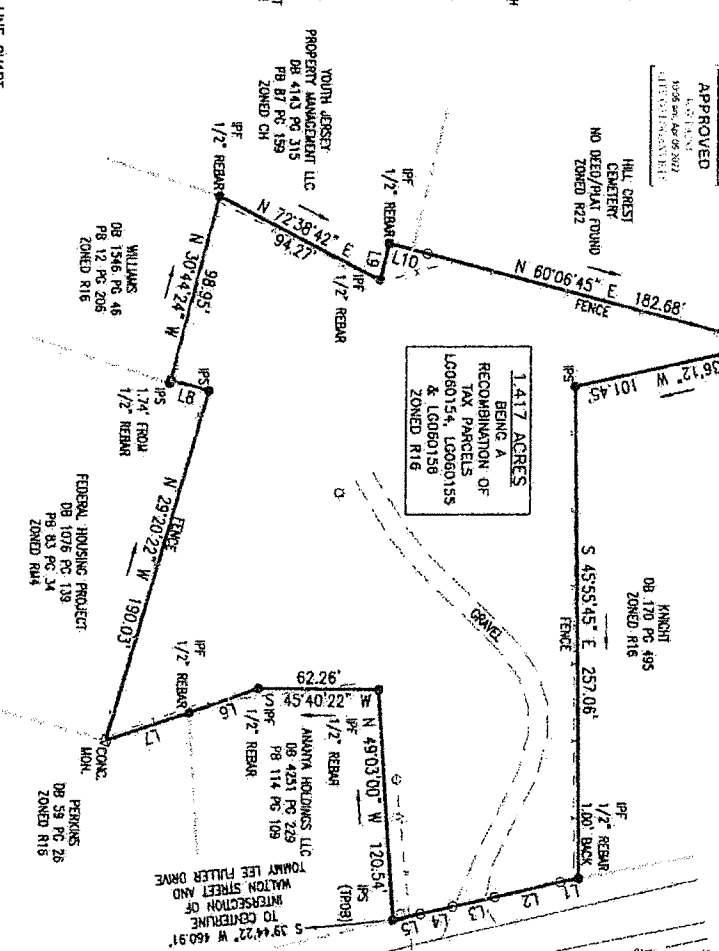 APPROVED
HILL CREST
CEMETERY
NO DEED/PLAT FOUND
ZONED R22
YOUTH JERSEY
PROPERTY MANAGEMENT LLC
DB 4143 PG 315
PB 87 PG 159
ZONED CH
IPF
1/2" REBAR
N 72'38'42" E
94.27'
IPF
1/2" REBAR
L9
L10
IPF
1/2" REBAR
N 60'06'45" E 182.68'
FENCE
36'12" W 101.45'
IPS
1.417 ACRES
BEING A
RECOMBINATION OF
TAX PARCELS
LG060154, LG060155
& LG060158
ZONED R16
KNIGHT
DB 170 PG 495
ZONED R16
S 45'55'45" E 257.06'
FENCE
IPF
1/2" REBAR
1.00' BACK
GRAVEL
WILLIAMS
DB 1546 PG 46
PB 12 PG 206
ZONED R16
N 30'44'24" W
98.95'
IPS
L8
IPS
1.74' FROM
1/2" REBAR
FEDERAL HOUSING PROJECT
DB 1076 PG 139
PB 83 PG 34
ZONED RM4
N 29'20'22" W 190.03'
FENCE
IPF
1/2" REBAR
L7
L6
CONC.
MON.
PERKINS
DB 59 PG 26
ZONED R16
62.26'
45'40'22" W
IPF
1/2" REBAR
IPF
1/2" REBAR
ANANYA HOLDINGS LLC
DB 4251 PG 229
PB 114 PG 109
N 49'03'00" W 120.54'
IPS
(TPOB)
L1
L2
L3
L4
L5
S 39'44'22" W 460.91'
TO CENTERLINE
INTERSECTION OF
WALTON STREET AND
TOMMY LEE FULLER DRIVE